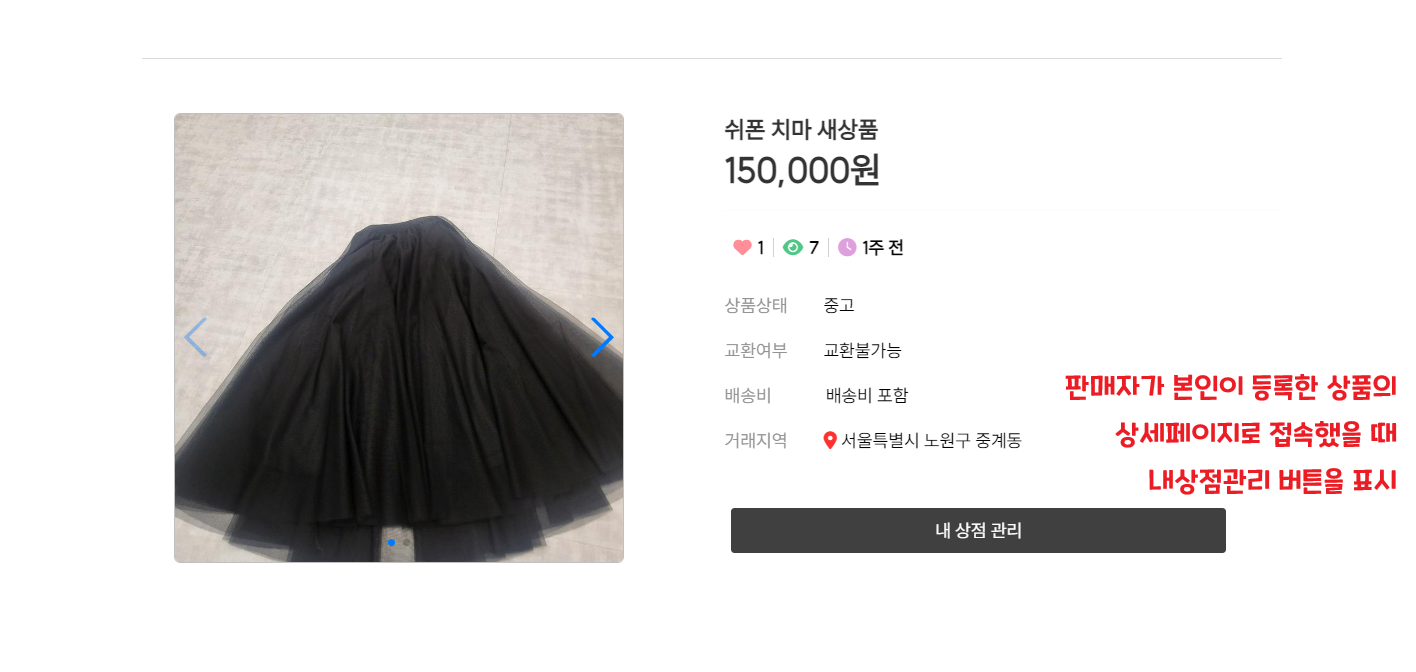 쉬폰 치마 새상품
150,000원
1 7 1주 전
상품상태 중고
교환여부 교환불가능
배송비 배송비 포함
거래지역 서울특별시 노원구 중계동
판매자가 본인이 등록한 상품의
상세페이지로 접속했을 때
내상점관리 버튼을 표시
내 상점 관리